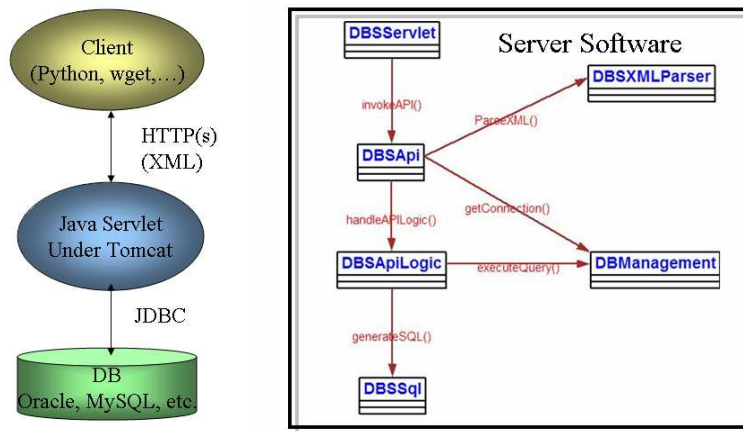 Client
(Python, wget,…)
HTTP(s)
(XML)
Java Servlet
Under Tomcat
JDBC
DB
Oracle, MySQL, etc.
Server Software
DBSServlet
DBSXMLParser
invokeAPI()
ParseXML()
DBSApi
handleAPILogic()
getConnection()
DBSApiLogic
executeQuery()
DBManagement
generateSQL()
DBSSql